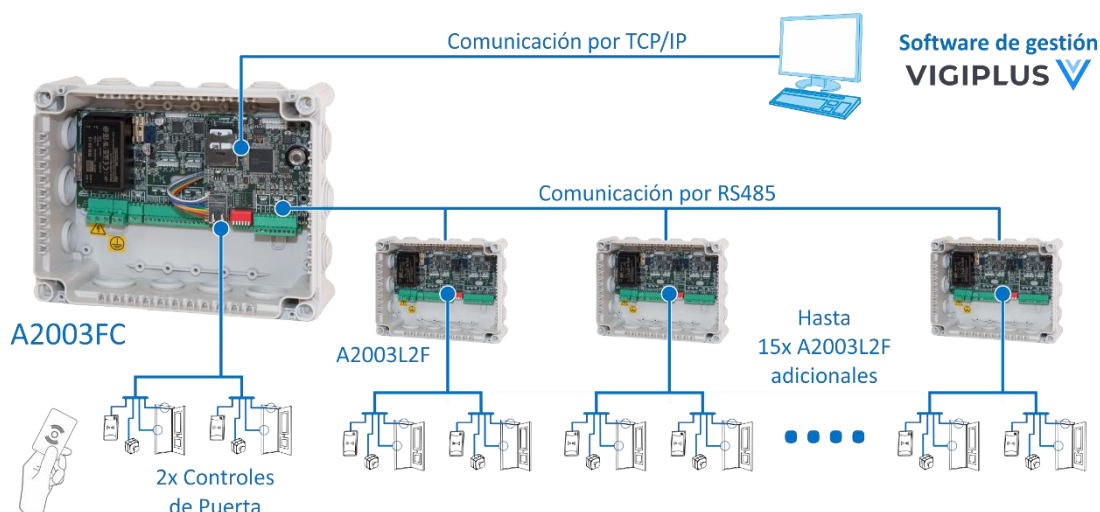 Comunicación por TCP/IP
Software de gestión
VIGIPLUS
Comunicación por RS485
A2003FC
A2003L2F
Hasta
15x A2003L2F
adicionales
2x Controles
de Puerta